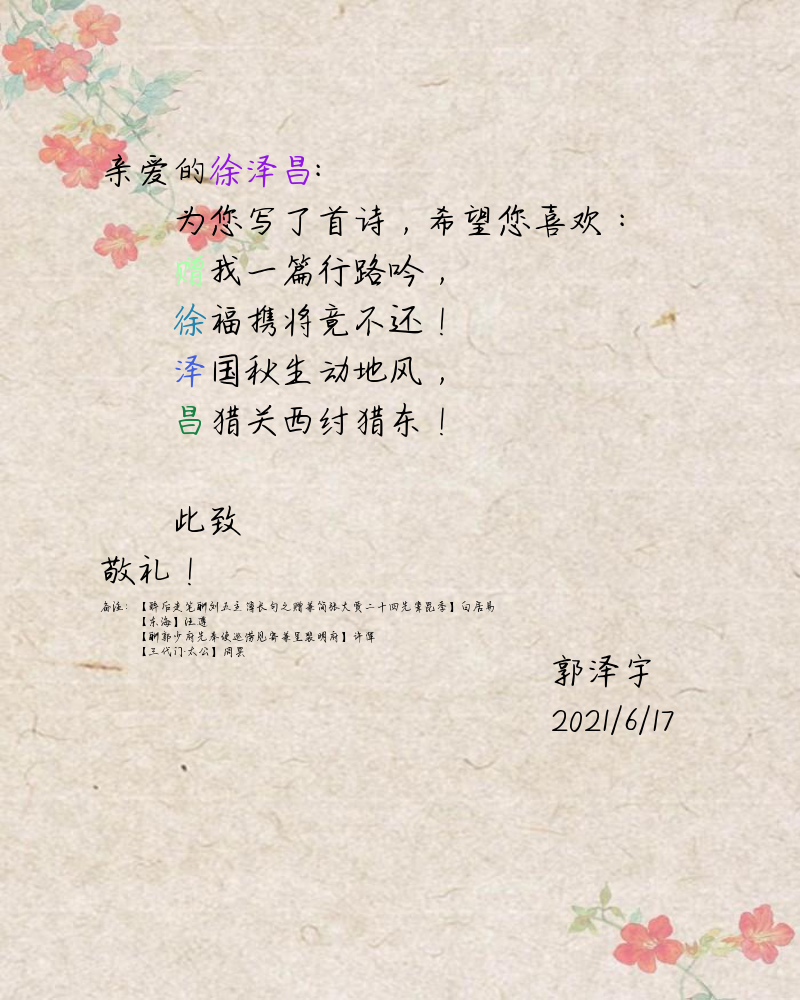 亲爱的徐泽昌:
为您写了首诗，希望您喜欢：
赠我一篇行路吟，
徐福携将竟不还！
泽国秋生动地风，
昌猎关西纣猎东！
此致
敬礼！
备注：【醉后走笔酬刘五主簿长句之赠兼简张大贾二十四先辈昆季】白居易
【东海】汪遵
【酬郭少府先奉使巡涝见寄兼呈裴明府】许浑
【三代门·太公】周昙
郭泽宇
2021/6/17